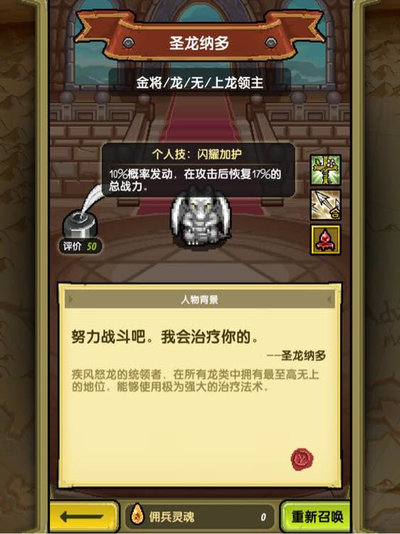 圣龙纳多
金将/龙/无/上龙领主
个人技：闪耀加护
10%概率发动，在攻击后恢复17%的
总战力。
评价 50
人物背景
努力战斗吧。我会治疗你的。
--圣龙纳多
疾风怒龙的统领者，在所有龙类中拥有最至高无上
的地位，能够使用极为强大的治疗法术。
佣兵灵魂 0
重新召唤